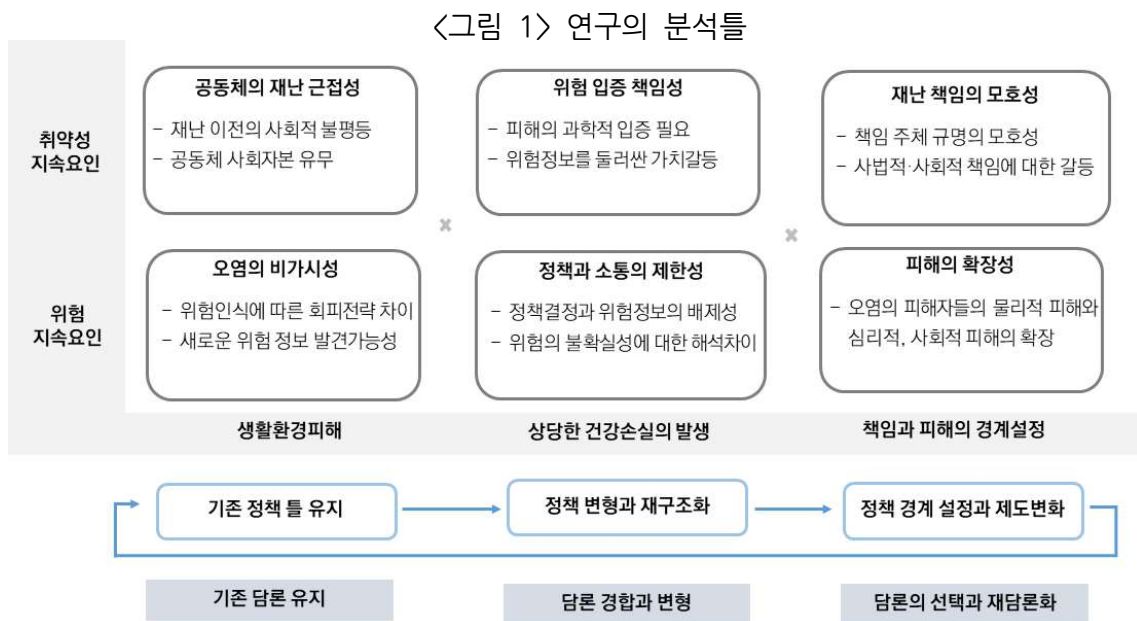 <그림 1> 연구의 분석틀
취약성
지속요인
공동체의 재난 근접성
- 재난 이전의 사회적 불평등
- 공동체 사회자본 유무
위험 입증 책임성
- 피해의 과학적 입증 필요
- 위험정보를 둘러싼 가치갈등
재난 책임의 모호성
- 책임 주체 규명의 모호성
- 사법적·사회적 책임에 대한 갈등
위험
지속요인
오염의 비가시성
- 위험인식에 따른 회피전략 차이
- 새로운 위험 정보 발견가능성
정책과 소통의 제한성
- 정책결정과 위험정보의 배제성
- 위험의 불확실성에 대한 해석차이
피해의 확장성
- 오염의 피해자들의 물리적 피해와
심리적, 사회적 피해의 확장
생활환경피해
상당한 건강손실의 발생
책임과 피해의 경계설정
기존 정책 틀 유지
정책 변형과 재구조화
정책 경계 설정과 제도변화
기존 담론 유지
담론 경합과 변형
담론의 선택과 재담론화